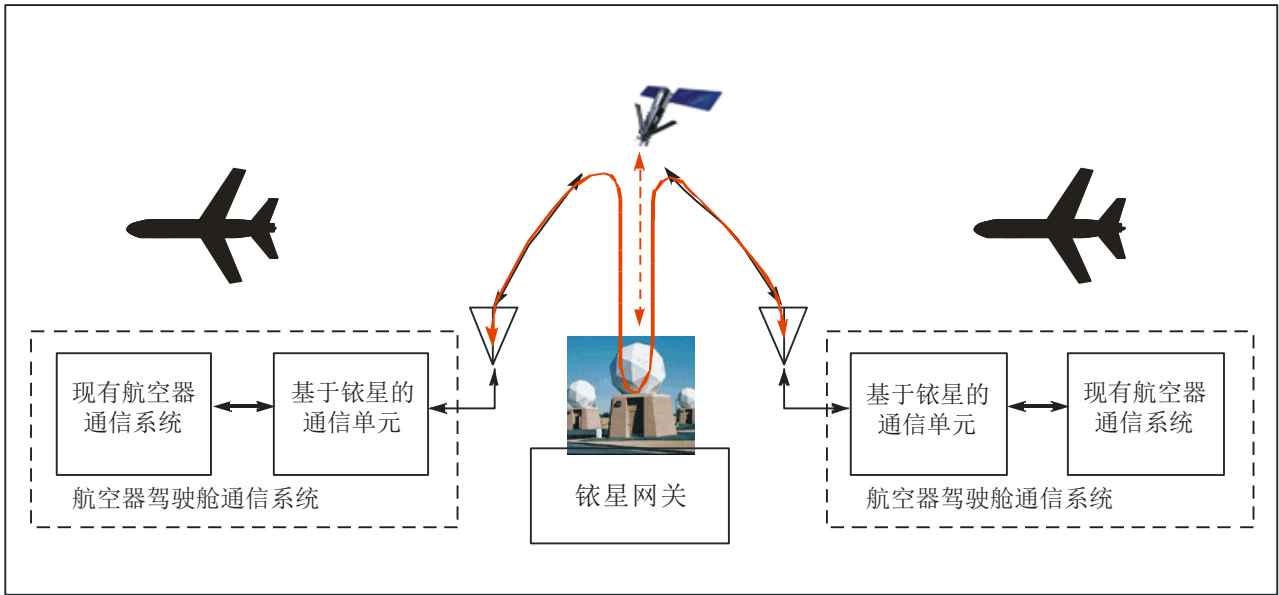 现有航空器
通信系统
基于铱星的
通信单元
航空器驾驶舱通信系统
铱星网关
基于铱星的
通信单元
现有航空器
通信系统
航空器驾驶舱通信系统